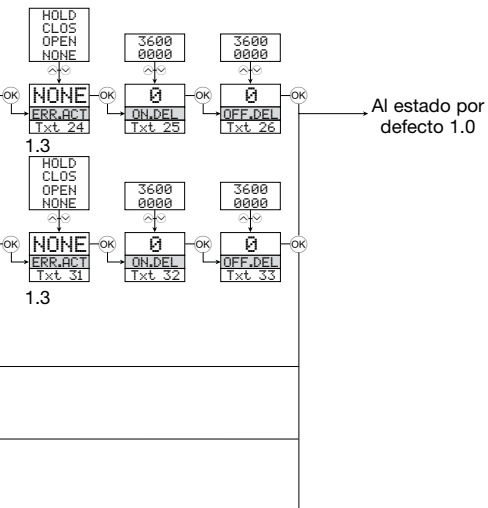 HOLD
CLOS
OPEN
NONE
3600
0000
3600
0000
OK NONE OK 0 OK 0 OK
ERR.ACT ON.DEL OFF.DEL
Txt 24 Txt 25 Txt 26
1.3
Al estado por
defecto 1.0
HOLD
CLOS
OPEN
NONE
3600
0000
3600
0000
OK NONE OK 0 OK 0 OK
ERR.ACT ON.DEL OFF.DEL
Txt 31 Txt 32 Txt 33
1.3